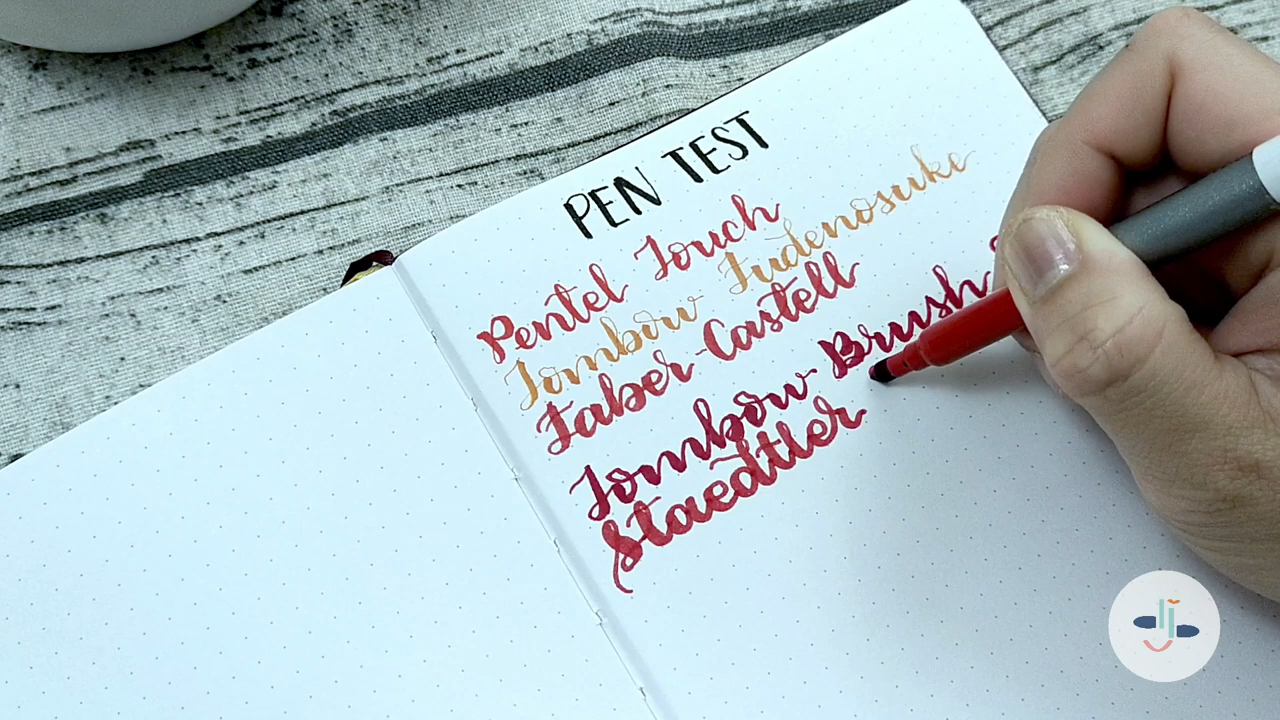 PEN TEST
Pentel Touch
Tombow Fudenosuke
Faber-Castell
Tombow Brush
Staedtler